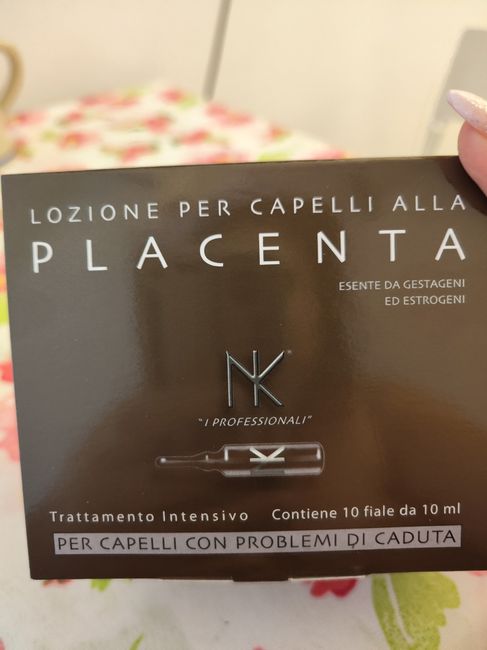 LOZIONE PER CAPELLI ALLA
PLACENTA
ESENTE DA GESTAGENI
ED ESTROGENI
NK
"I PROFESSIONALI"
NK
Trattamento Intensivo Contiene 10 fiale da 10 ml
PER CAPELLI CON PROBLEMI DI CADUTA